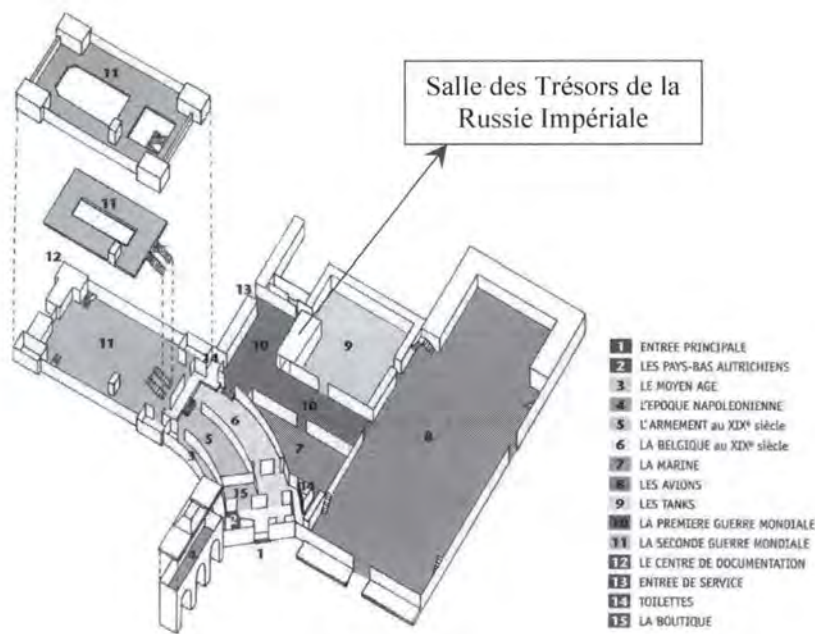 11
Salle des Trésors de la
Russie Impériale
11
12
13
14
11
10
9
6
5
10
3
7
8
15
14
2
4
1
1 ENTREE PRINCIPALE
2 LES PAYS-BAS AUTRICHIENS
3 LE MOYEN AGE
4 L'EPOQUE NAPOLEONIENNE
5 L'ARMEMENT au XIXe siècle
6 LA BELGIQUE au XIXe siècle
7 LA MARINE
8 LES AVIONS
9 LES TANKS
10 LA PREMIERE GUERRE MONDIALE
11 LA SECONDE GUERRE MONDIALE
12 LE CENTRE DE DOCUMENTATION
13 ENTREE DE SERVICE
14 TOILETTES
15 LA BOUTIQUE